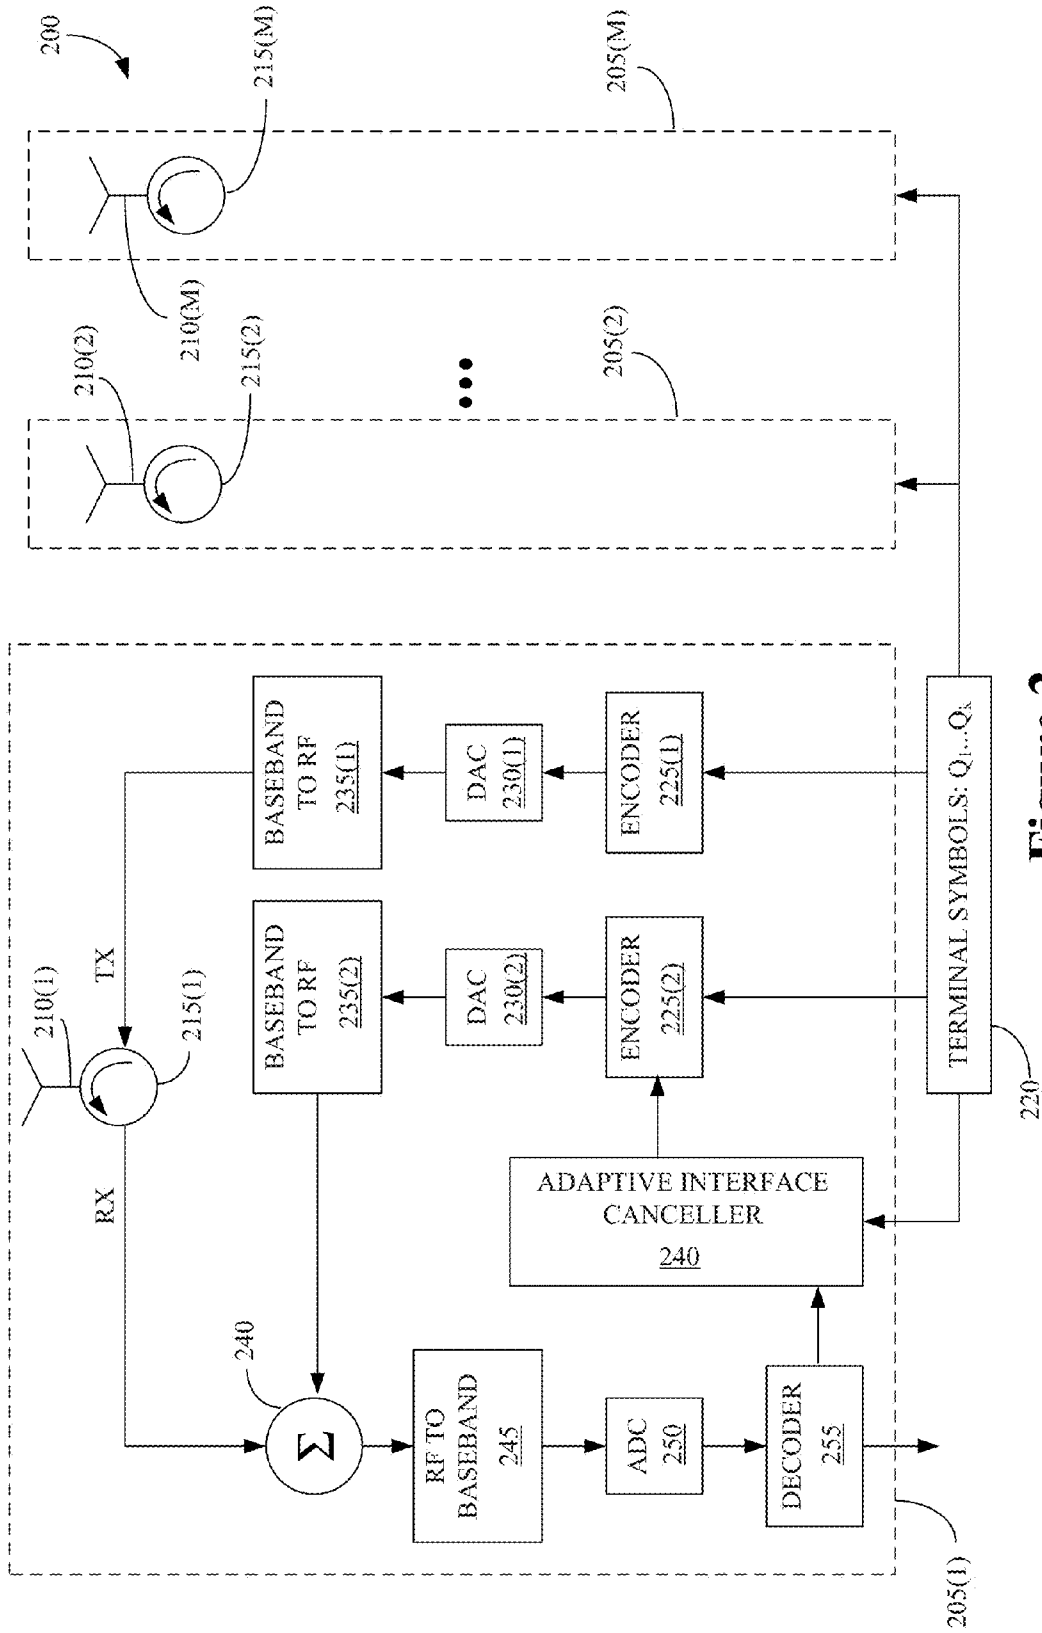 200
210(1)
210(2)
RX
TX
210(M)
215(1)
215(2)
215(M)
240
Σ
BASEBAND
TO RF
235(2)
BASEBAND
TO RF
235(1)
RF TO
BASEBAND
245
DAC
230(2)
DAC
230(1)
ADAPTIVE INTERFACE
CANCELLER
240
ADC
250
ENCODER
225(2)
ENCODER
225(1)
205(2)
205(M)
DECODER
255
205(1)
TERMINAL SYMBOLS: Q1...Qk
220